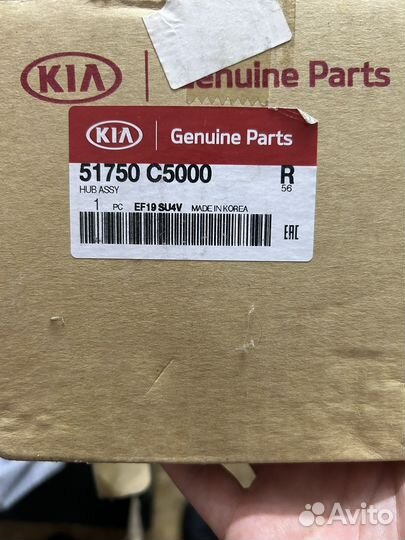 KIA Genuine Parts
KIA Genuine Parts
51750 C5000 R
HUB ASSY 56
1 PC EF19 SU4V MADE IN KOREA
EAC
Avito